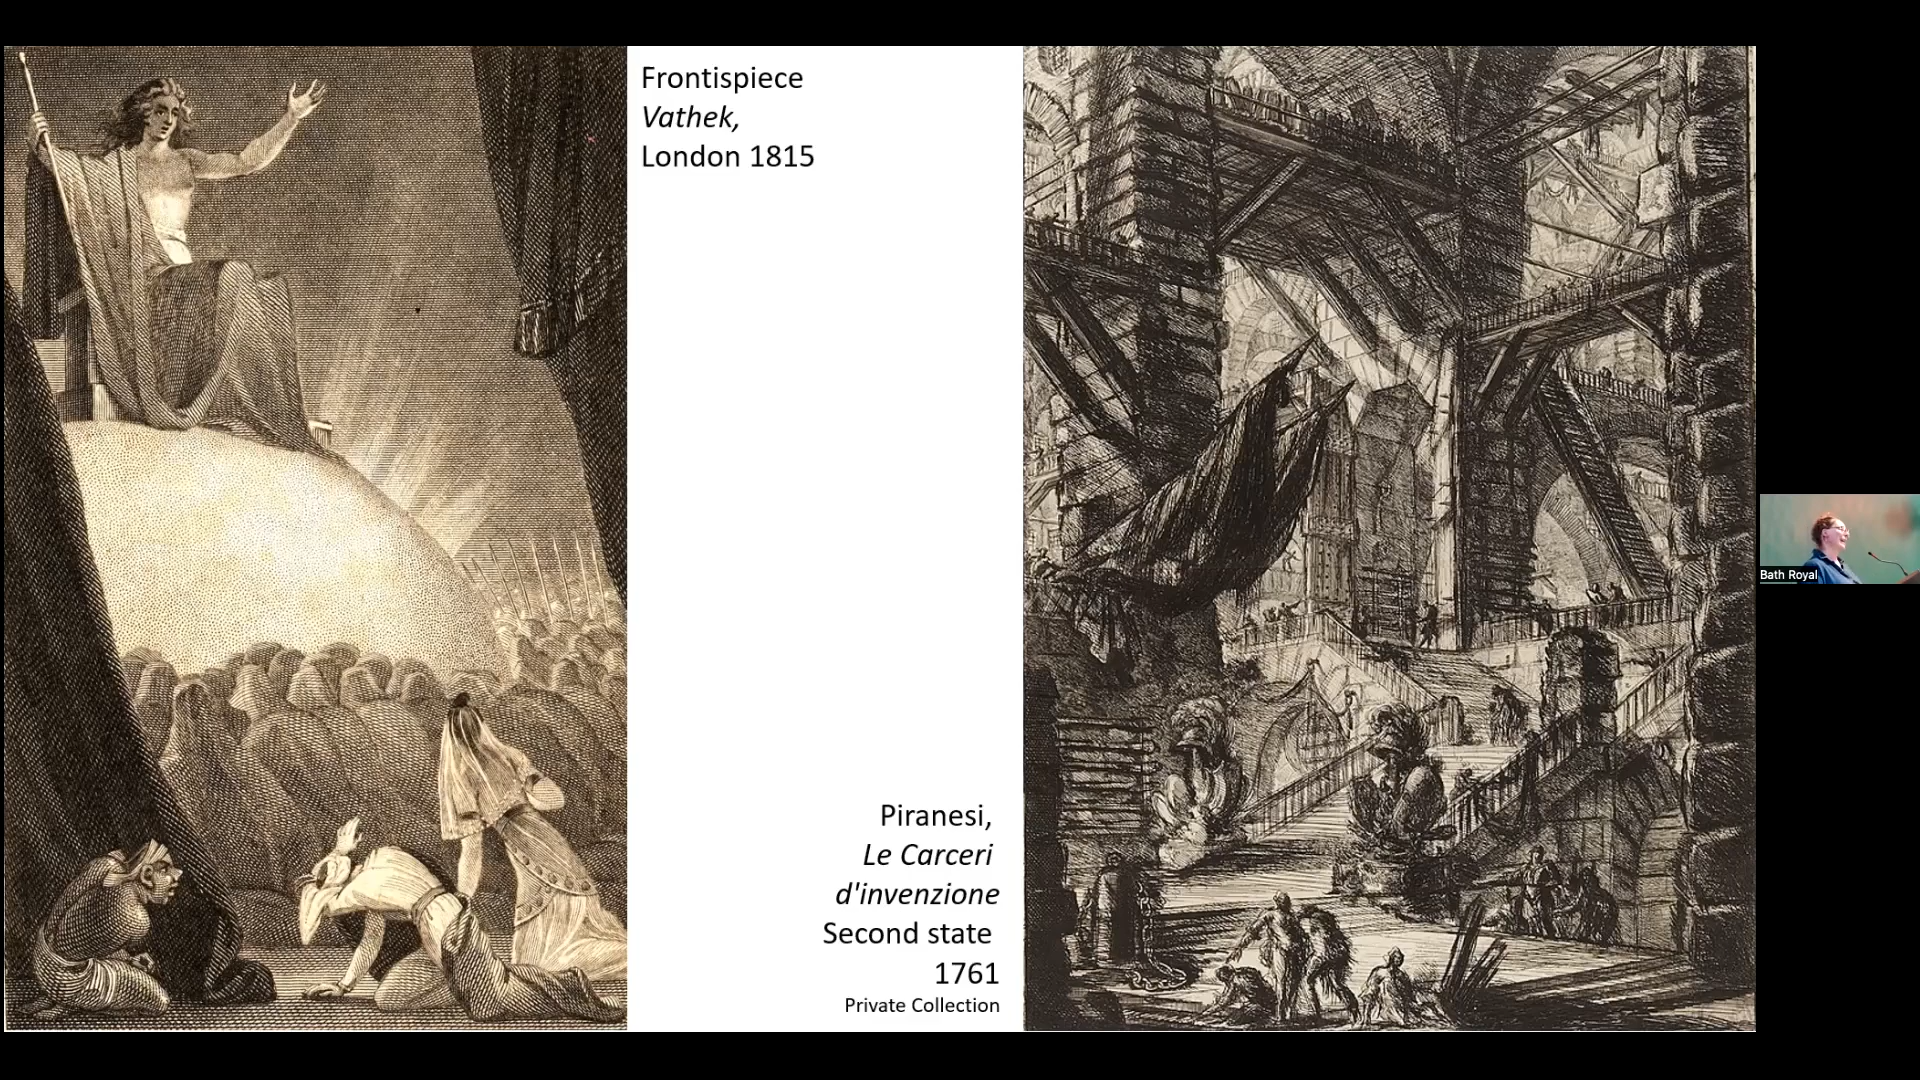 Frontispiece
Vathek,
London 1815
Piranesi,
Le Carceri
d'invenzione
Second state
1761
Private Collection
Bath Royal